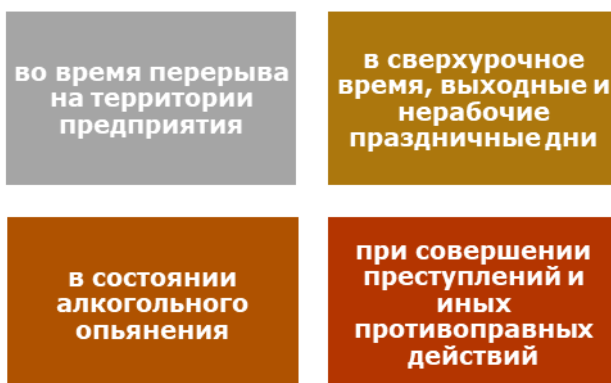 во время перерыва
на территории
предприятия
в сверхурочное
время, выходные и
нерабочие
праздничные дни
в состоянии
алкогольного
опьянения
при совершении
преступлений и
иных
противоправных
действий